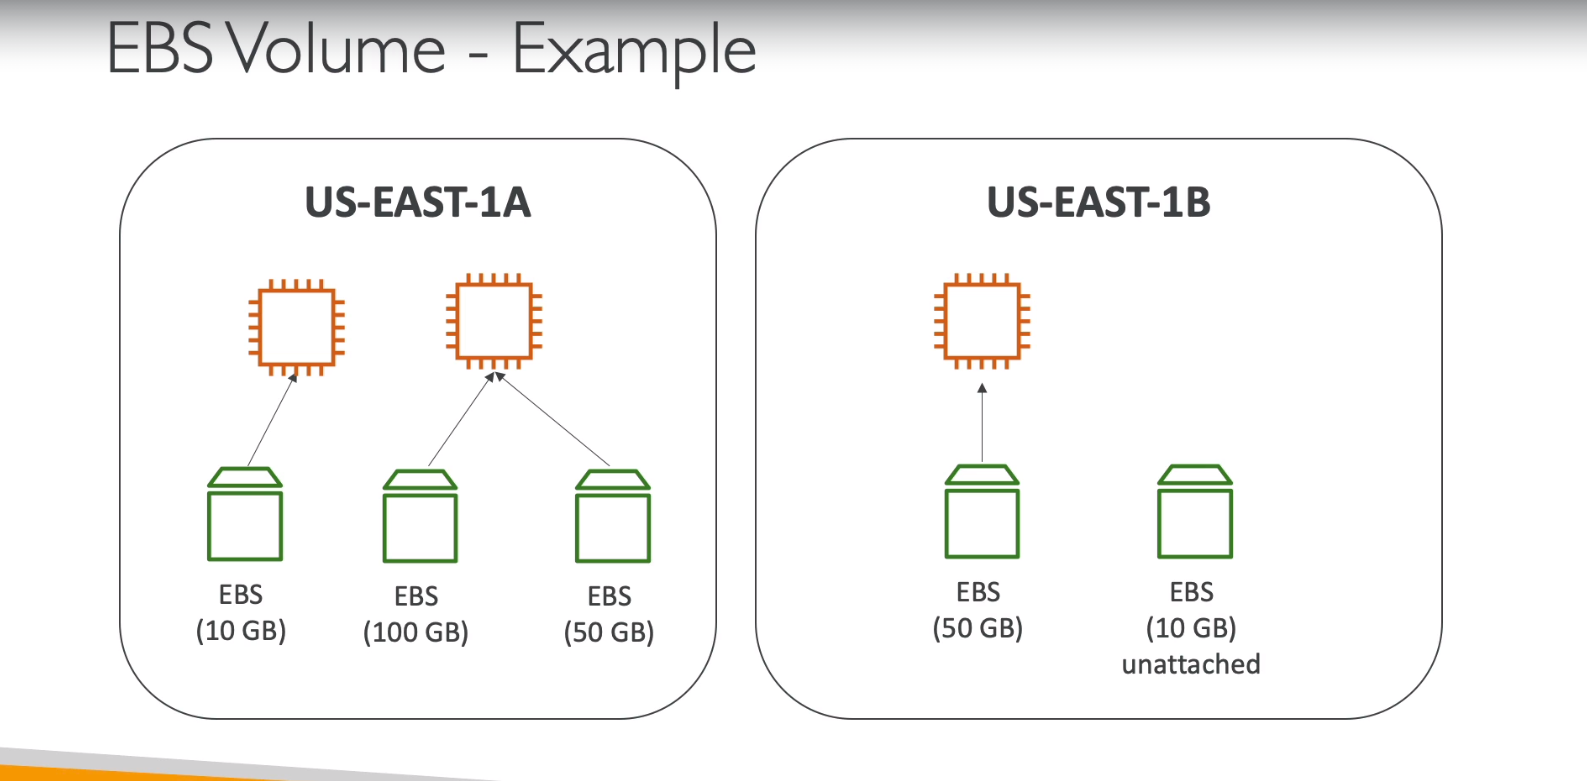 EBS Volume - Example
US-EAST-1A
EBS
(10 GB)
EBS
(100 GB)
EBS
(50 GB)
US-EAST-1B
EBS
(50 GB)
EBS
(10 GB)
unattached